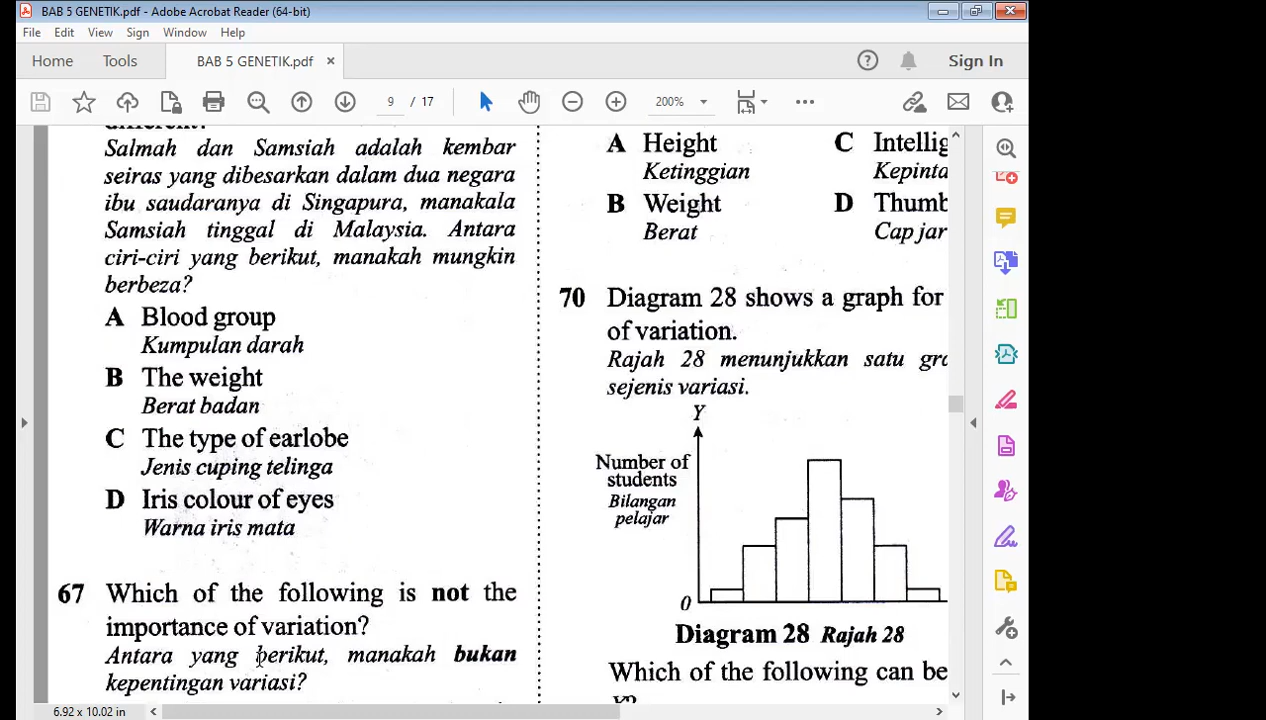 BAB 5 GENETIK.pdf - Adobe Acrobat Reader (64-bit)
File Edit View Sign Window Help
Home Tools BAB 5 GENETIK.pdf × Sign In
9 / 17 200%
different?
Salmah dan Samsiah adalah kembar
seiras yang dibesarkan dalam dua negara
ibu saudaranya di Singapura, manakala
Samsiah tinggal di Malaysia. Antara
ciri-ciri yang berikut, manakah mungkin
berbeza?
A Blood group
Kumpulan darah
B The weight
Berat badan
C The type of earlobe
Jenis cuping telinga
D Iris colour of eyes
Warna iris mata
67 Which of the following is not the
importance of variation?
Antara yang berikut, manakah bukan
kepentingan variasi?
A Height C Intellig
Ketinggian Kepinta
B Weight D Thumb
Berat Cap jar
70 Diagram 28 shows a graph for
of variation.
Rajah 28 menunjukkan satu gra
sejenis variasi.
Y
Number of
students
Bilangan
pelajar
0
Diagram 28 Rajah 28
Which of the following can be
Y?
6.92 x 10.02 in